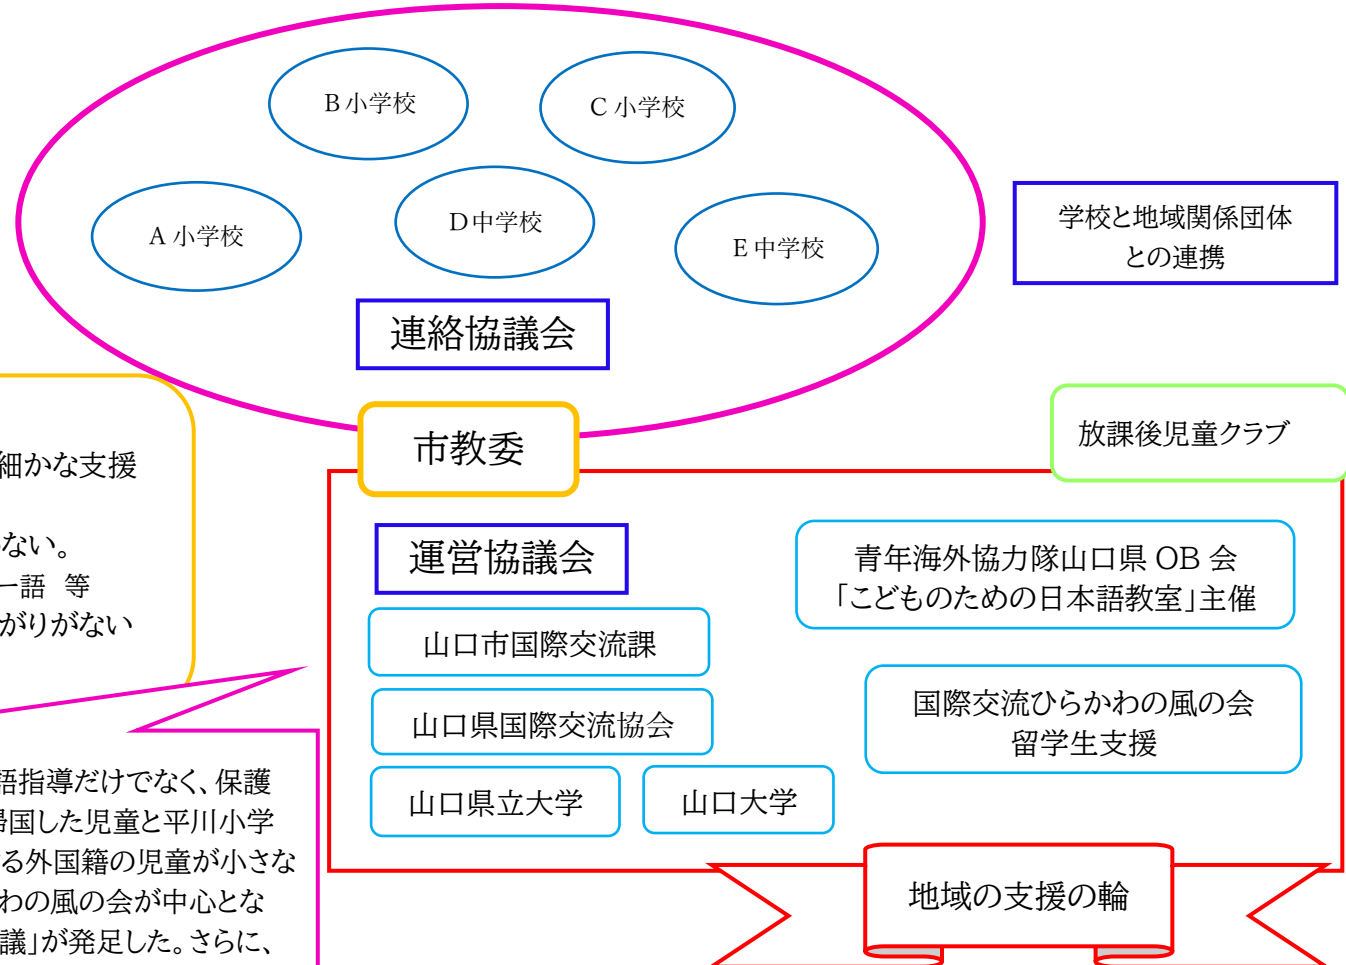 B小学校
C 小学校
A 小学校
D中学校
E 中学校
学校と地域関係団体
との連携
連絡協議会
市教委
放課後児童クラブ
細かな支援
ない。
ー語 等
がりがない
運営協議会
青年海外協力隊山口県 OB 会
「こどものための日本語教室」主催
山口市国際交流課
山口県国際交流協会
国際交流ひらかわの風の会
留学生支援
山口県立大学
山口大学
語指導だけでなく、保護
帰国した児童と平川小学
る外国籍の児童が小さな
わの風の会が中心とな
議」が発足した。さらに、
地域の支援の輪